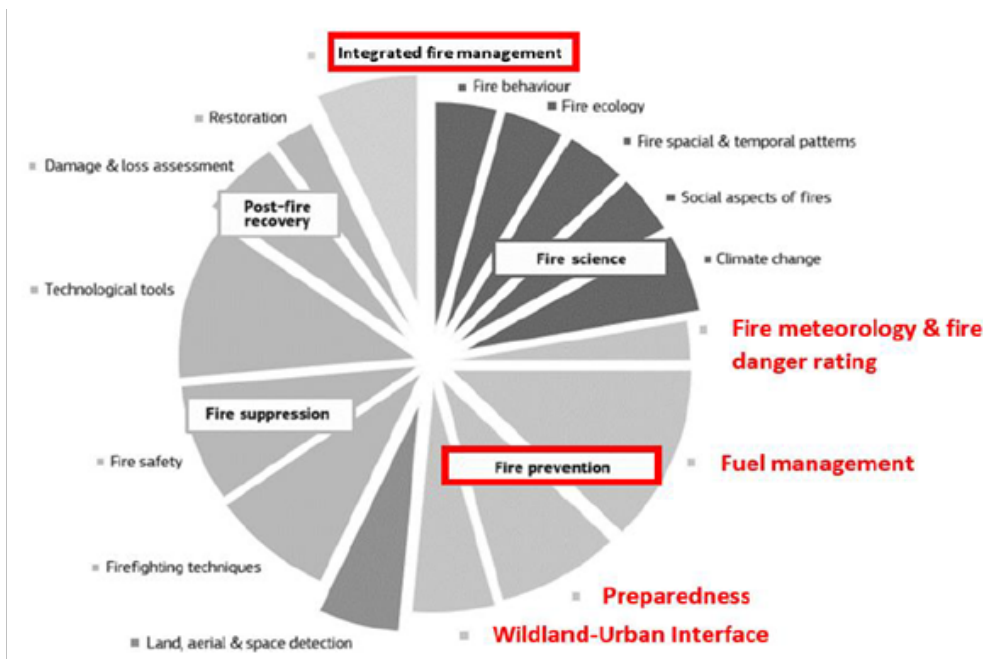 Integrated fire management
Fire behaviour
Fire ecology
Restoration
Fire spacial & temporal patterns
Damage & loss assessment
Social aspects of fires
Post-fire
recovery
Fire science
Climate change
Technological tools
Fire meteorology & fire
danger rating
Fire suppression
Fire prevention
Fuel management
Fire safety
Firefighting techniques
Preparedness
Wildland-Urban Interface
Land, aerial & space detection